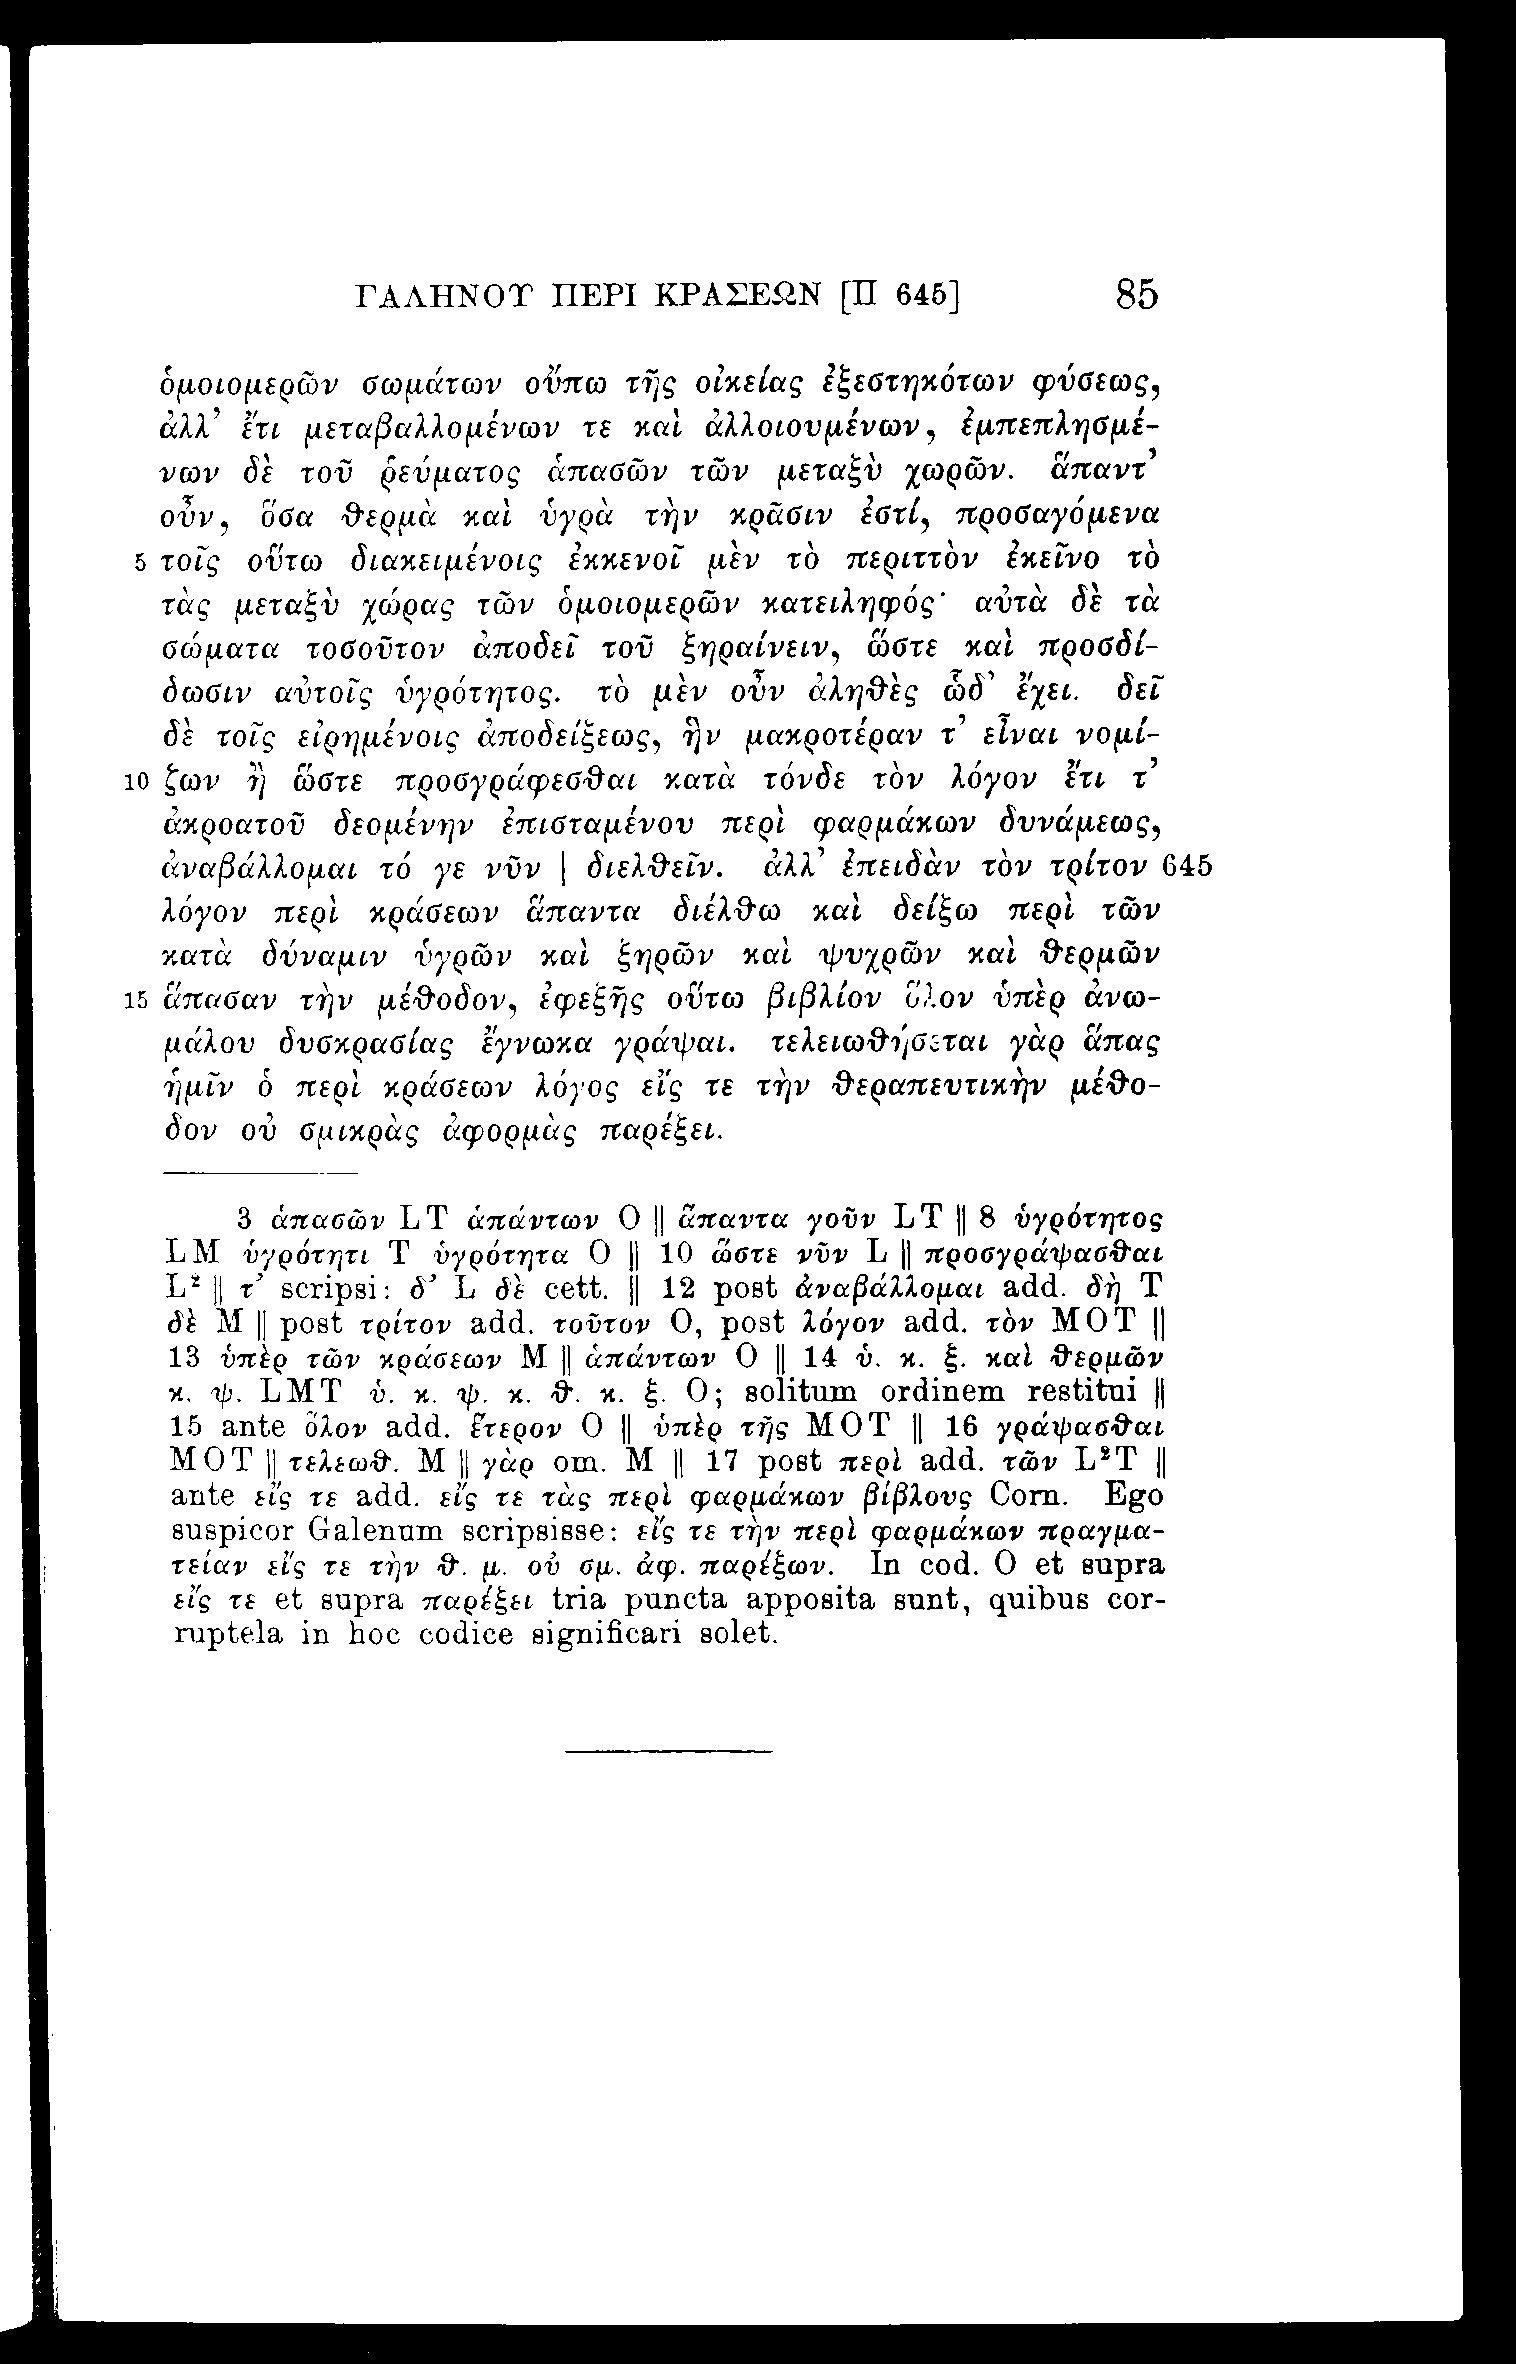 ΓΑΛΗΝΟΥ ΠΕΡΙ ΚΡΑΣΕΩΝ [II 645] 85
ὁμοιομερῶν σωμάτων οὔπω τῆς οἰκείας ἐξεστηκότων φύσεως,
ἀλλ᾽ ἔτι μεταβαλλομένων τε καὶ ἀλλοιουμένων, ἐμπεπλησμέ-
νων δὲ τοῦ ῥεύματος ἁπασῶν τῶν μεταξὺ χωρῶν. ἅπαντ᾽
οὖν, ὅσα θερμὰ καὶ ὑγρὰ τὴν κρᾶσιν ἐστί, προσαγόμενα
5 τοῖς οὕτω διακειμένοις ἐκκενοῖ μὲν τὸ περιττὸν ἐκεῖνο τὸ
τὰς μεταξὺ χώρας τῶν ὁμοιομερῶν κατειληφός· αὐτὰ δὲ τὰ
σώματα τοσοῦτον ἀποδεῖ τοῦ ξηραίνειν, ὥστε καὶ προσδί-
δωσιν αὐτοῖς ὑγρότητος. τὸ μὲν οὖν ἀληθὲς ὧδ᾽ ἔχει. δεῖ
δὲ τοῖς εἰρημένοις ἀποδείξεως, ἣν μακροτέραν τ᾽ εἶναι νομί-
10 ζων ἢ ὥστε προσγράφεσθαι κατὰ τόνδε τὸν λόγον ἔτι τ᾽
ἀκροατοῦ δεομένην ἐπισταμένου περὶ φαρμάκων δυνάμεως,
ἀναβάλλομαι τό γε νῦν | διελθεῖν. ἀλλ᾽ ἐπειδὰν τὸν τρίτον 645
λόγον περὶ κράσεων ἅπαντα διέλθω καὶ δείξω περὶ τῶν
κατὰ δύναμιν ὑγρῶν καὶ ξηρῶν καὶ ψυχρῶν καὶ θερμῶν
15 ἅπασαν τὴν μέθοδον, ἐφεξῆς οὕτω βιβλίον ὅλον ὑπὲρ ἀνω-
μάλου δυσκρασίας ἔγνωκα γράψαι. τελειωθήσεται γὰρ ἅπας
ἡμῖν ὁ περὶ κράσεων λόγος εἴς τε τὴν θεραπευτικὴν μέθο-
δον οὐ σμικρὰς ἀφορμὰς παρέξει.
3 ἁπασῶν LT ἁπάντων O || ἅπαντα γοῦν LT || 8 ὑγρότητος
LM ὑγρότητι T ὑγρότητα O || 10 ὥστε νῦν L || προσγράψασθαι
L² || τ᾽ scripsi: δ᾽ L δὲ cett. || 12 post ἀναβάλλομαι add. δὴ T
δὲ M || post τρίτον add. τοῦτον O, post λόγον add. τὸν MOT ||
13 ὑπὲρ τῶν κράσεων M || ἁπάντων O || 14 ὑ. κ. ξ. καὶ θερμῶν
κ. ψ. LMT ὑ. κ. ψ. κ. θ. κ. ξ. O; solitum ordinem restitui ||
15 ante ὅλον add. ἕτερον O || ὑπὲρ τῆς MOT || 16 γράψασθαι
MOT || τελεωθ. M || γὰρ om. M || 17 post περὶ add. τῶν L²T ||
ante εἴς τε add. εἴς τε τὰς περὶ φαρμάκων βίβλους Corn. Ego
suspicor Galenum scripsisse: εἴς τε τὴν περὶ φαρμάκων πραγμα-
τείαν εἴς τε τὴν θ. μ. οὐ σμ. ἀφ. παρέξων. In cod. O et supra
εἴς τε et supra παρέξει tria puncta apposita sunt, quibus cor-
ruptela in hoc codice significari solet.